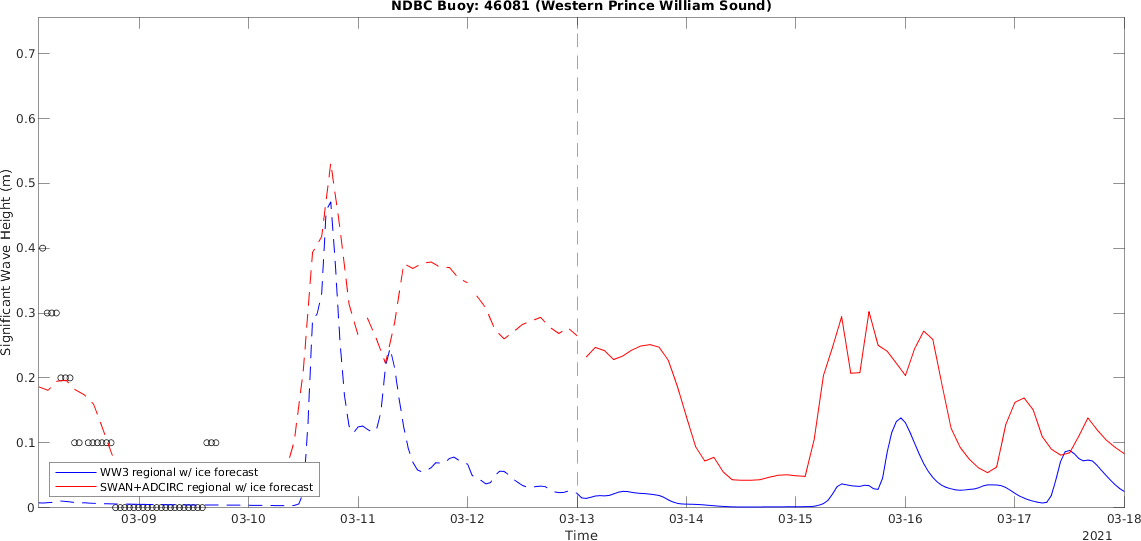 NDBC Buoy: 46081 (Western Prince William Sound)
Significant Wave Height (m)
0.7
0.6
0.5
0.4
0.3
0.2
0.1
0
WW3 regional w/ ice forecast
SWAN+ADCIRC regional w/ ice forecast
03-09 03-10 03-11 03-12 03-13 03-14 03-15 03-16 03-17 03-18
Time
2021